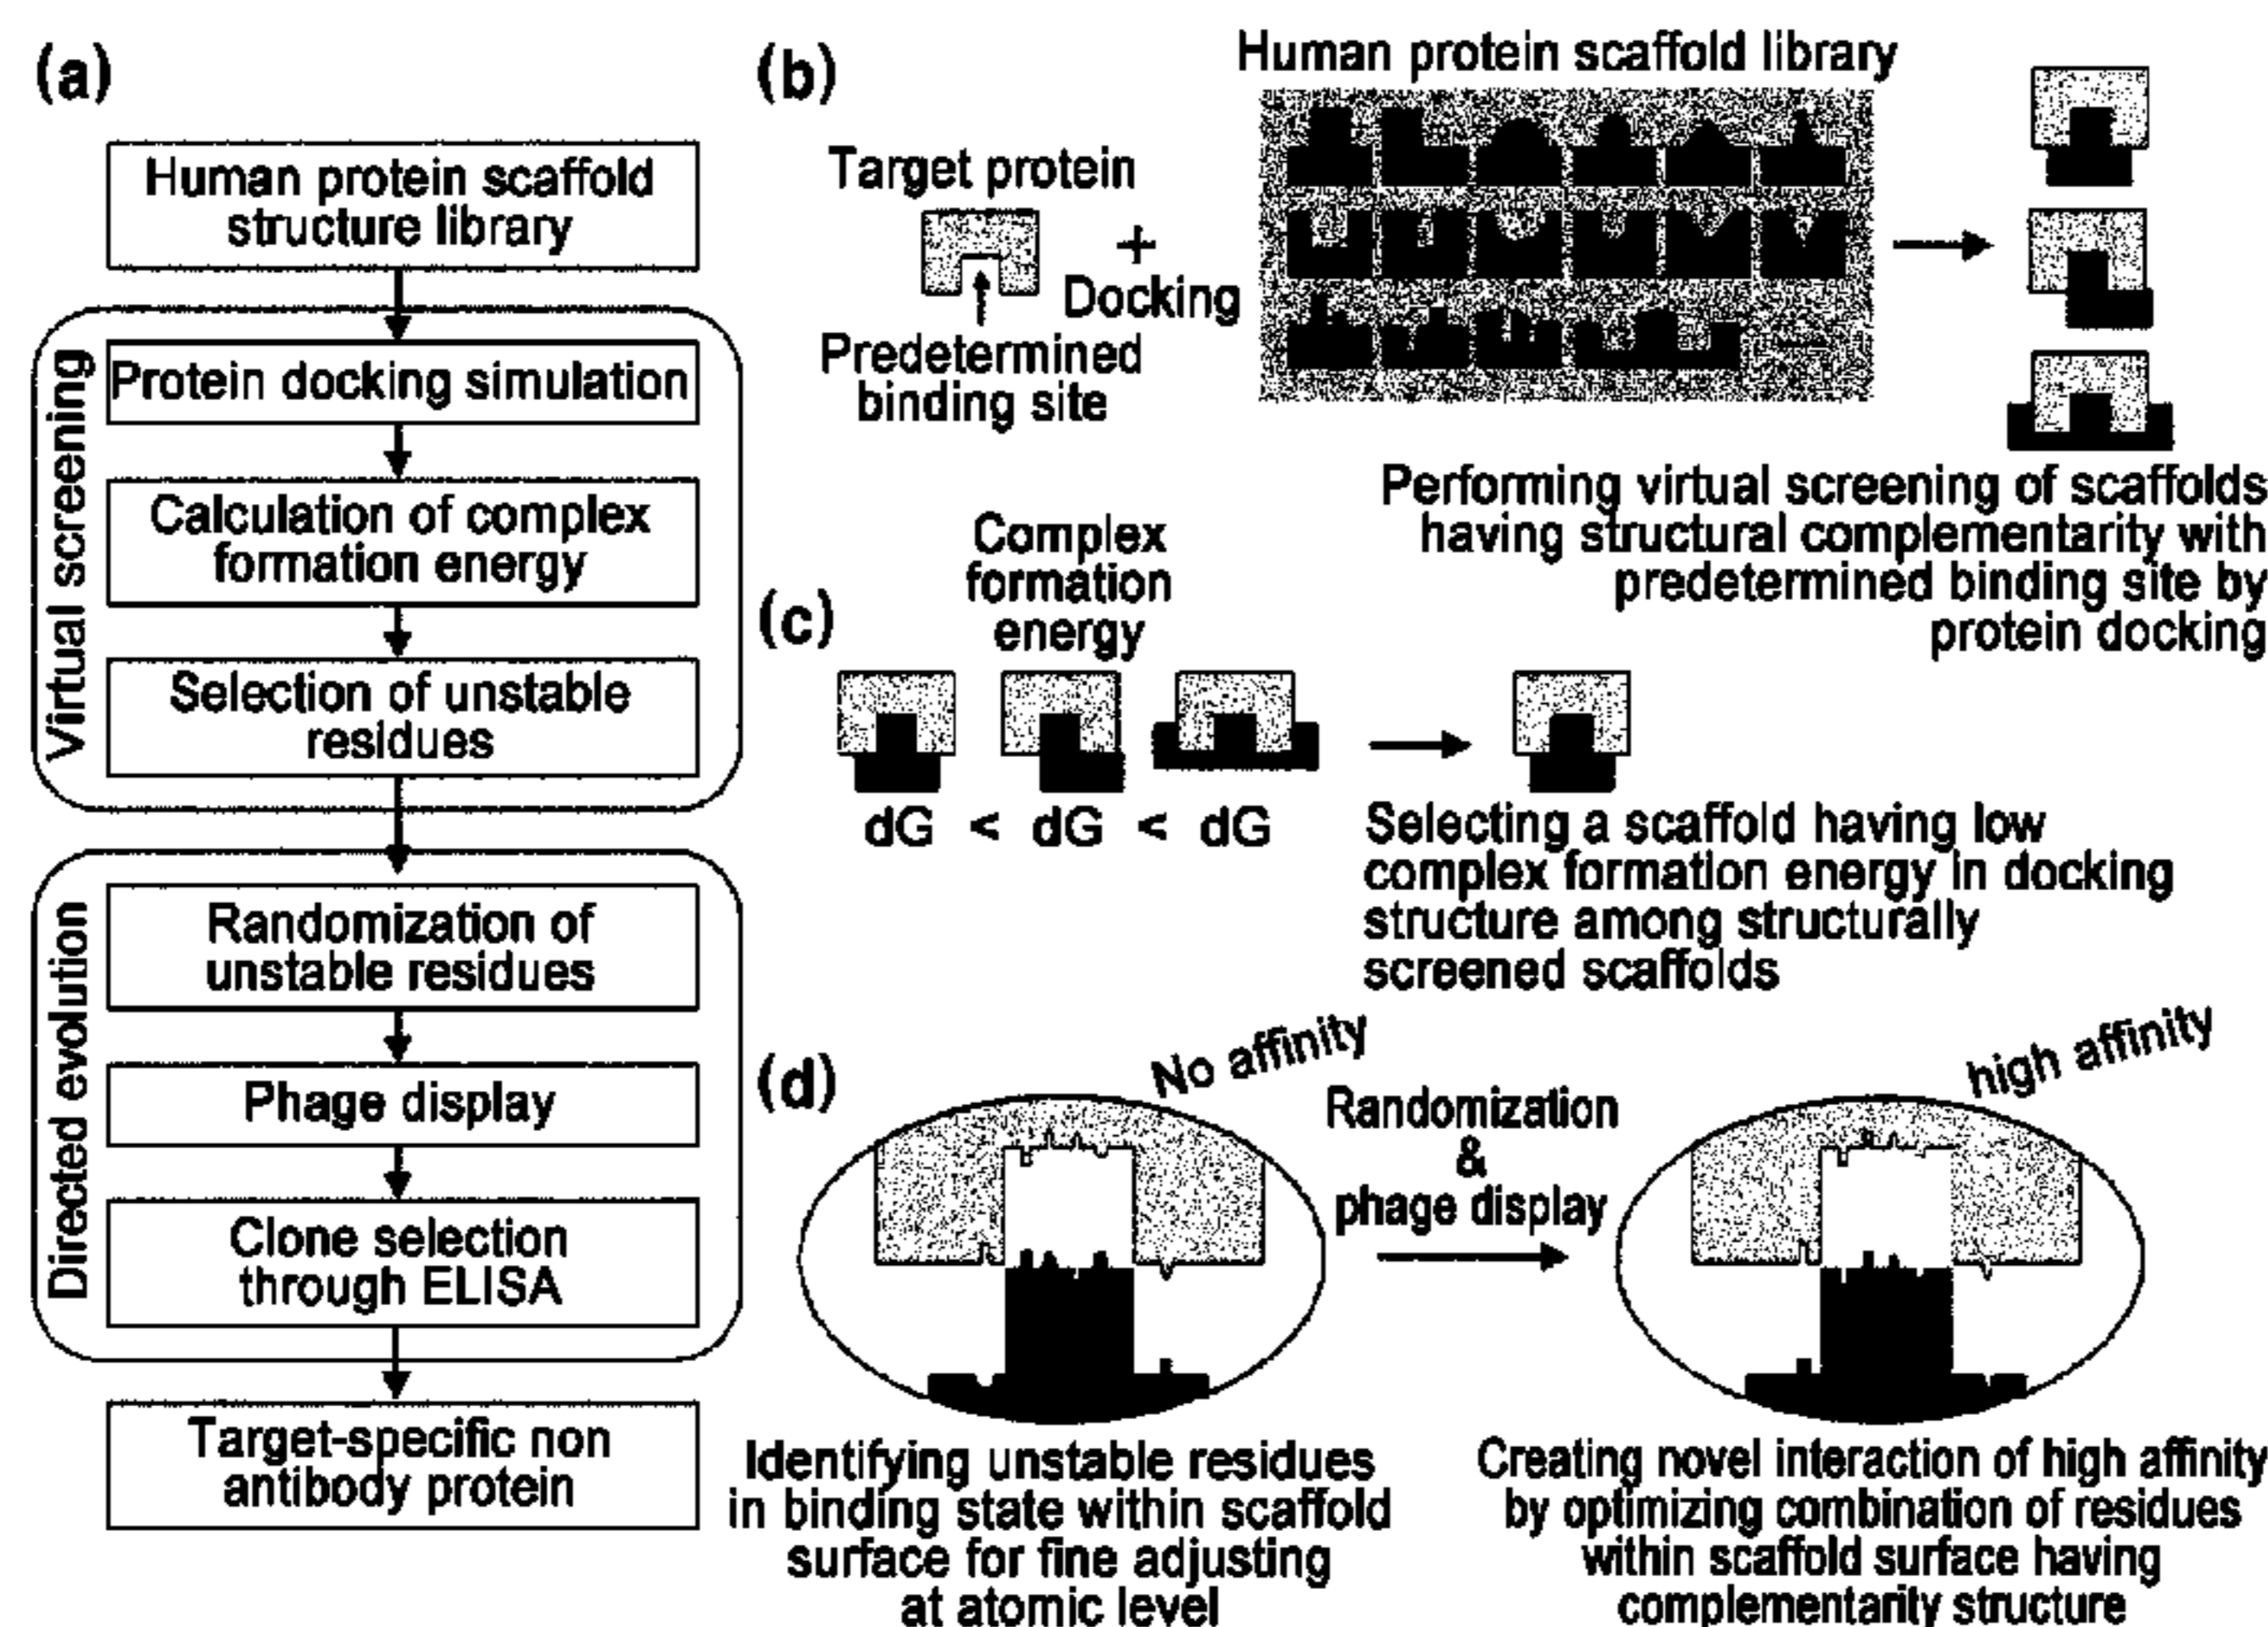 (a)
Human protein scaffold
structure library
Virtual screening
Protein docking simulation
Calculation of complex
formation energy
Selection of unstable
residues
Directed evolution
Randomization of
unstable residues
Phage display
Clone selection
through ELISA
Target-specific non
antibody protein
(b)
Human protein scaffold library
Target protein
+
Docking
Predetermined
binding site
Performing virtual screening of scaffolds
having structural complementarity with
predetermined binding site by
protein docking
(c)
Complex
formation
energy
dG < dG < dG
Selecting a scaffold having low
complex formation energy in docking
structure among structurally
screened scaffolds
(d)
No affinity
Randomization
&
phage display
high affinity
Identifying unstable residues
in binding state within scaffold
surface for fine adjusting
at atomic level
Creating novel interaction of high affinity
by optimizing combination of residues
within scaffold surface having
complementarity structure